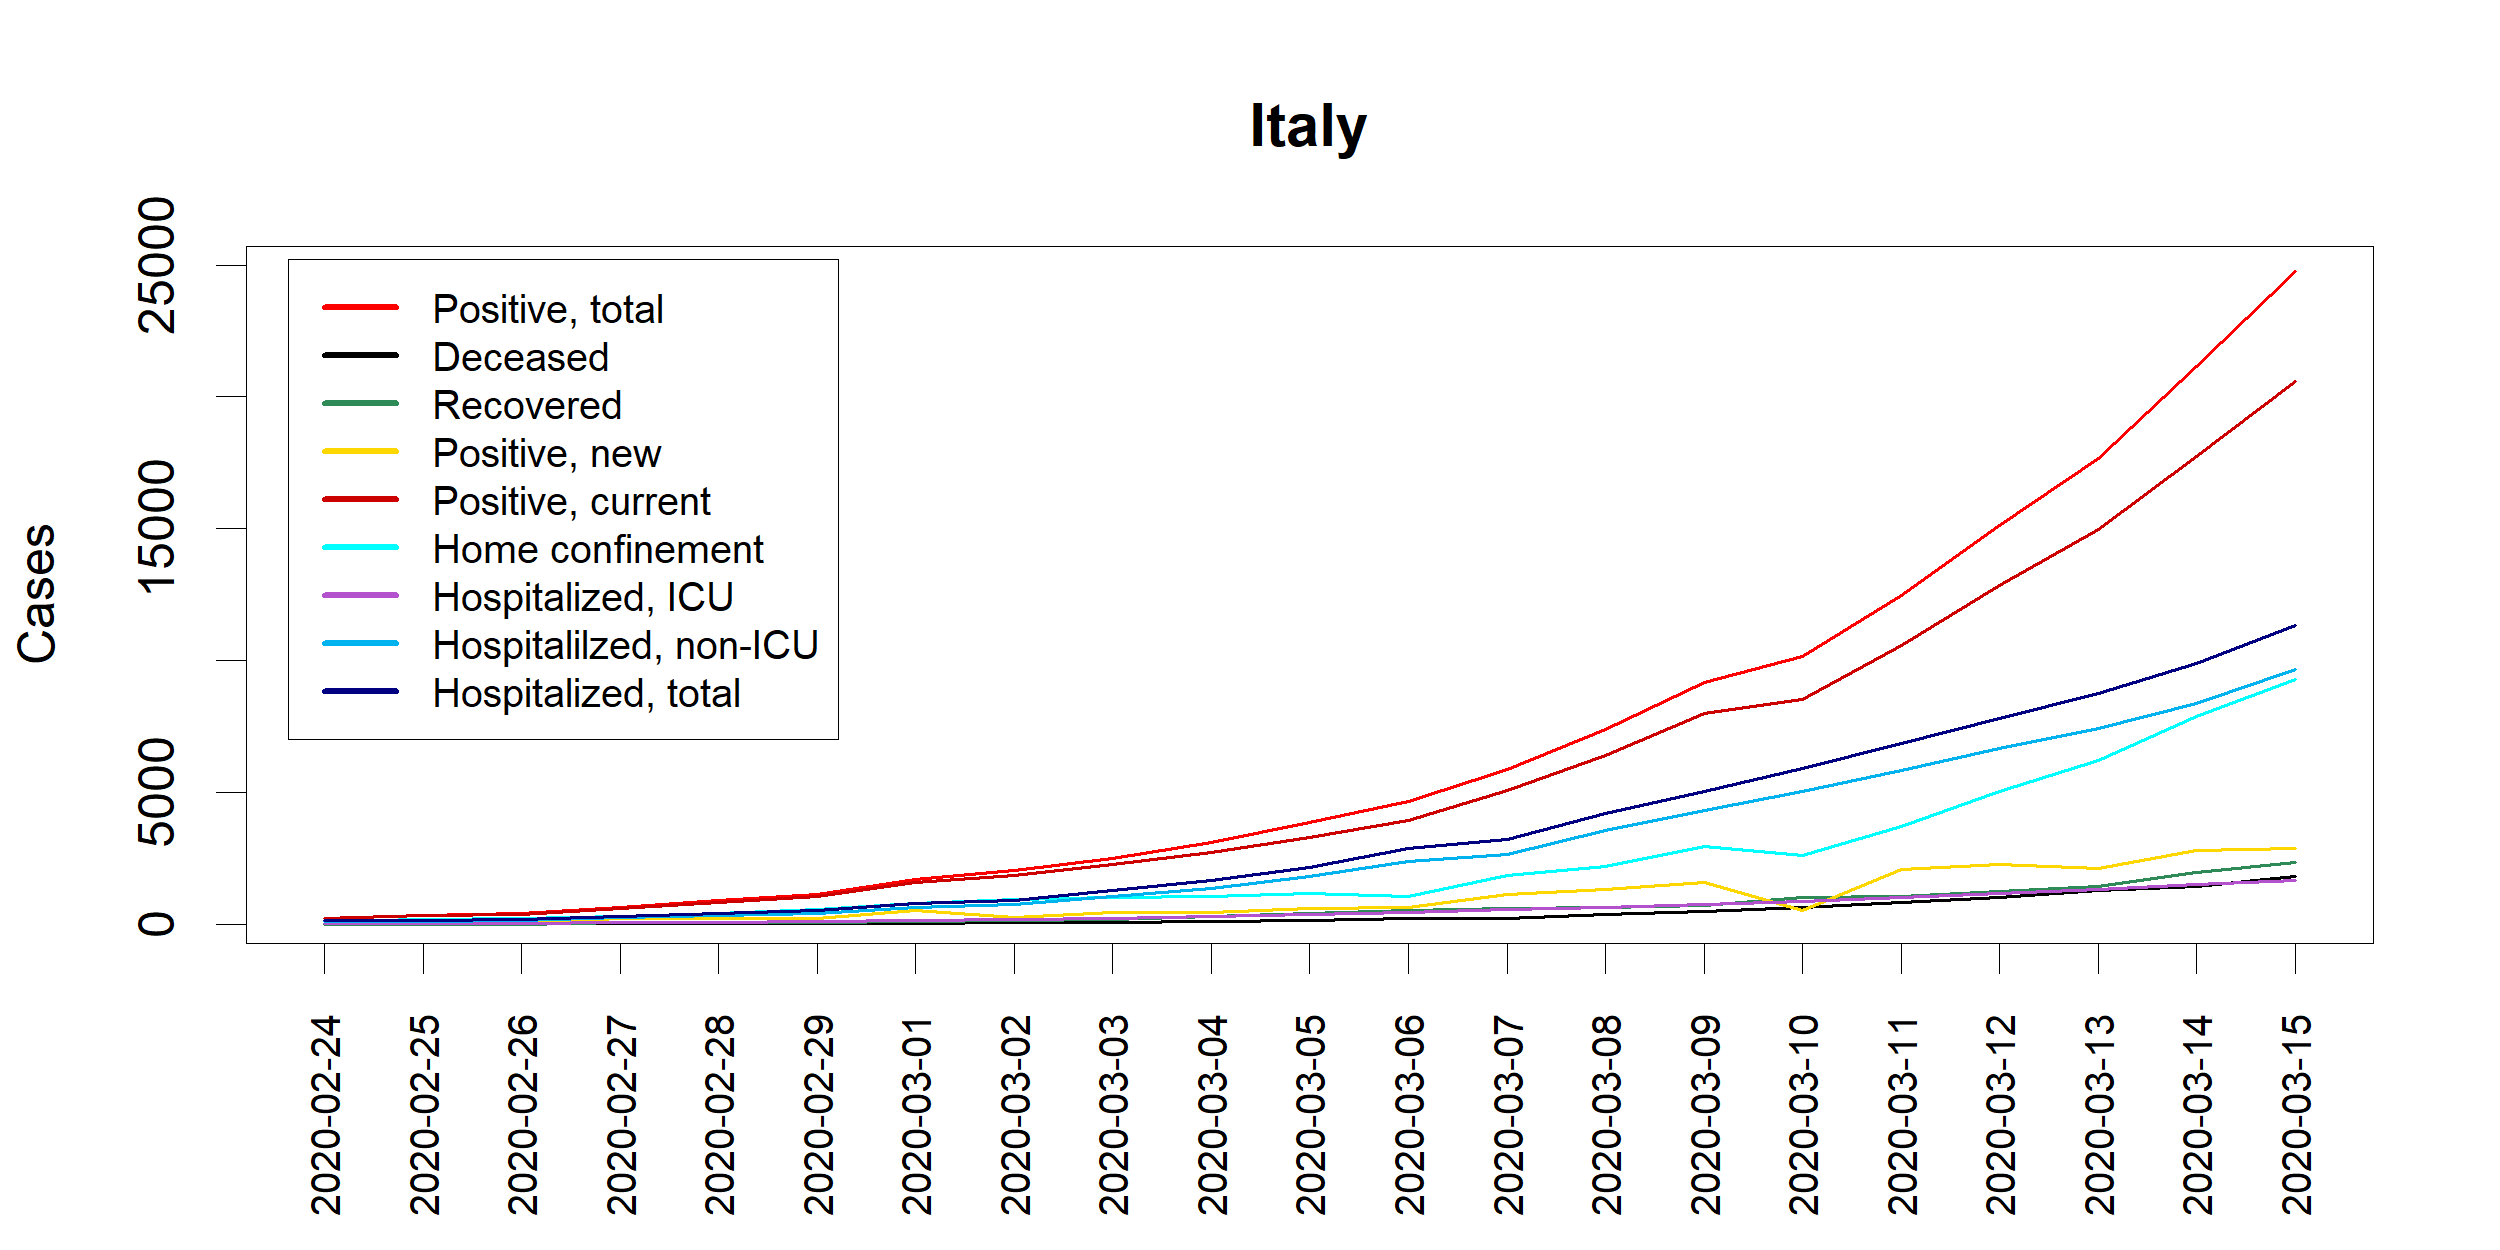 Italy
Cases
25000
15000
5000
0
Positive, total
Deceased
Recovered
Positive, new
Positive, current
Home confinement
Hospitalized, ICU
Hospitalilzed, non-ICU
Hospitalized, total
2020-02-24
2020-02-25
2020-02-26
2020-02-27
2020-02-28
2020-02-29
2020-03-01
2020-03-02
2020-03-03
2020-03-04
2020-03-05
2020-03-06
2020-03-07
2020-03-08
2020-03-09
2020-03-10
2020-03-11
2020-03-12
2020-03-13
2020-03-14
2020-03-15